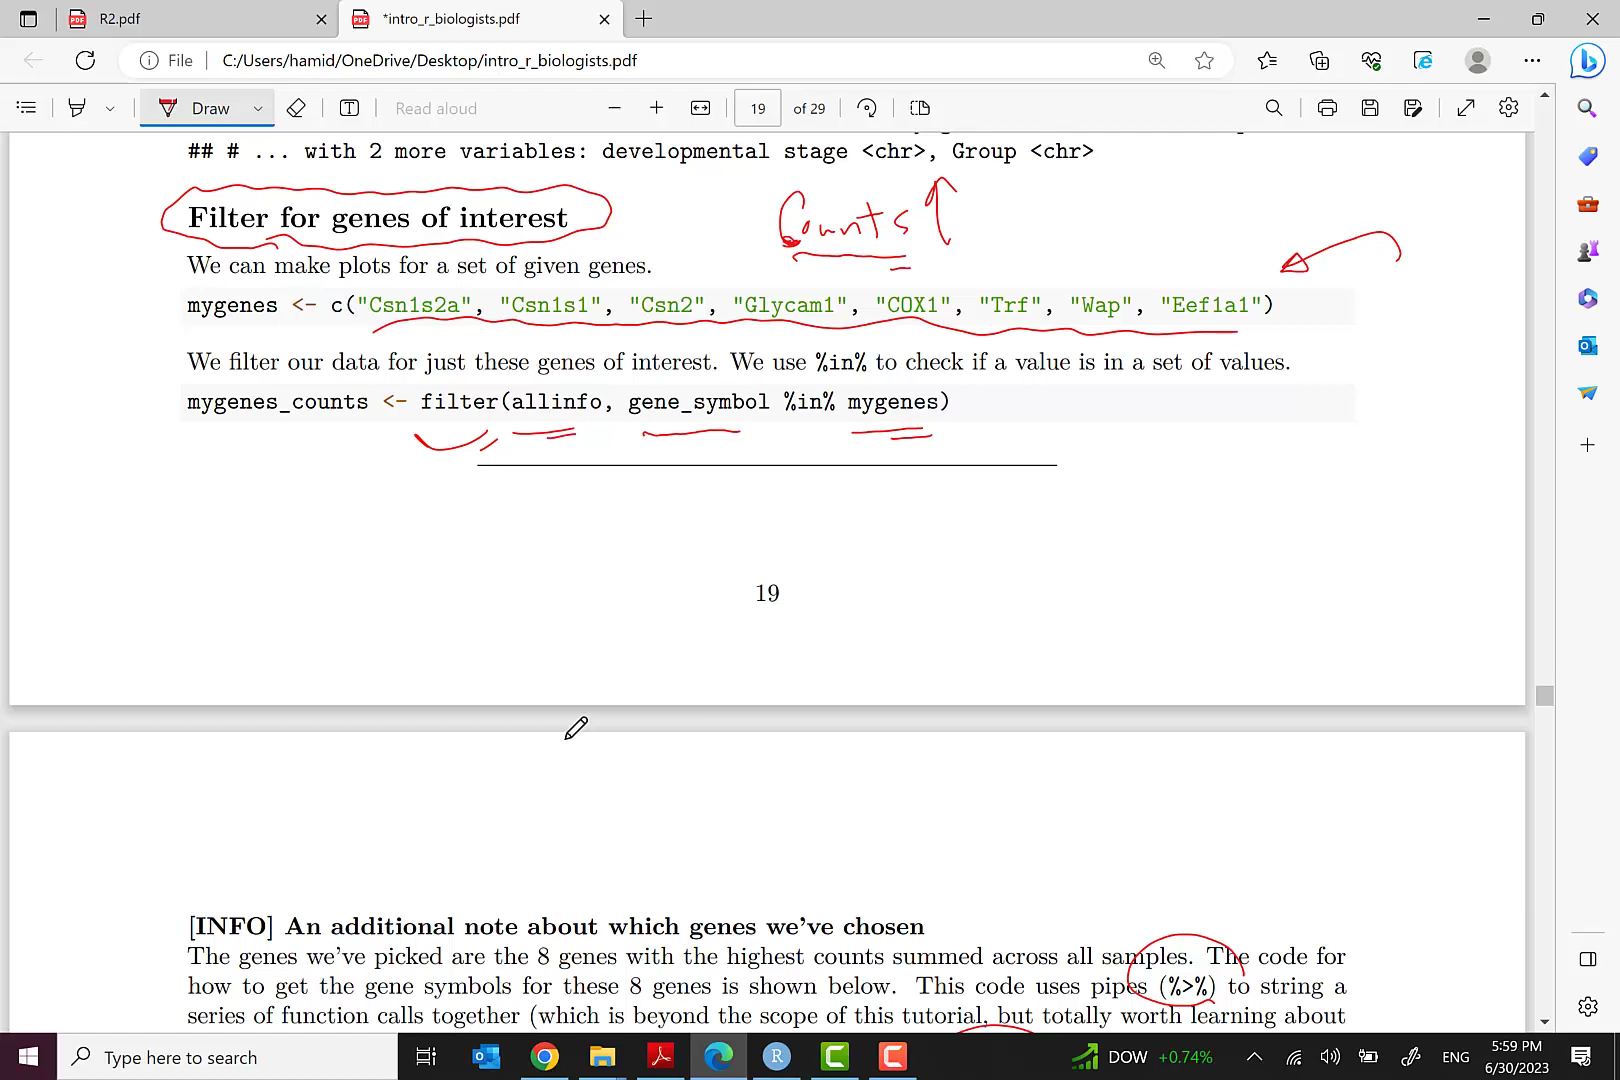 R2.pdf
*intro_r_biologists.pdf
File
C:/Users/hamid/OneDrive/Desktop/intro_r_biologists.pdf
Draw
Read aloud
19
of 29
## # ... with 2 more variables: developmental stage <chr>, Group <chr>
Filter for genes of interest
Counts
We can make plots for a set of given genes.
mygenes <- c("Csn1s2a", "Csn1s1", "Csn2", "Glycam1", "COX1", "Trf", "Wap", "Eef1a1")
We filter our data for just these genes of interest. We use %in% to check if a value is in a set of values.
mygenes_counts <- filter(allinfo, gene_symbol %in% mygenes)
19
[INFO] An additional note about which genes we've chosen
The genes we've picked are the 8 genes with the highest counts summed across all samples. The code for
how to get the gene symbols for these 8 genes is shown below. This code uses pipes (%>%) to string a
series of function calls together (which is beyond the scope of this tutorial, but totally worth learning about
Type here to search
DOW +0.74%
ENG
5:59 PM
6/30/2023